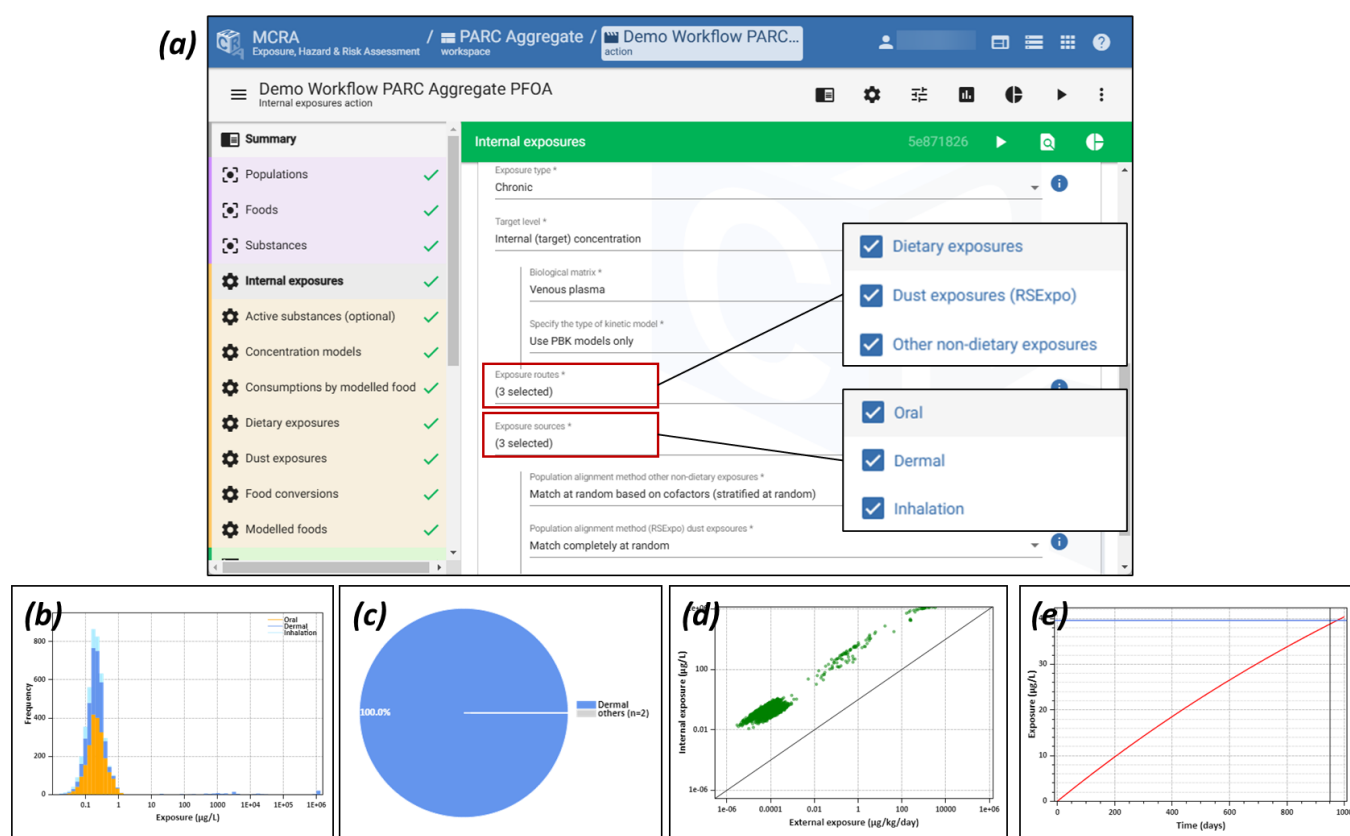 (a)
MCRA
Exposure, Hazard & Risk Assessment
/
PARC Aggregate
workspace
/
Demo Workflow PARC...
action
Demo Workflow PARC Aggregate PFOA
Internal exposures action
Summary
Populations
Foods
Substances
Internal exposures
Active substances (optional)
Concentration models
Consumptions by modelled food
Dietary exposures
Dust exposures
Food conversions
Modelled foods
Internal exposures
5e871826
Exposure type *
Chronic
Target level *
Internal (target) concentration
Biological matrix *
Venous plasma
Specify the type of kinetic model *
Use PBK models only
Exposure routes *
(3 selected)
Exposure sources *
(3 selected)
Population alignment method other non-dietary exposures *
Match at random based on cofactors (stratified at random)
Population alignment method (RSExpo) dust expsoures *
Match completely at random
Dietary exposures
Dust exposures (RSExpo)
Other non-dietary exposures
Oral
Dermal
Inhalation
(b)
Oral
Dermal
Inhalation
800
600
400
200
0
Frequency
0.1 1 10 100 1000 1E+04 1E+05 1E+06
Exposure (µg/L)
(c)
100.0%
Dermal
others (n=2)
(d)
100
0.01
1e-06
Internal exposure (µg/L)
1e-06 0.0001 0.01 1 100 10000 1e+06
External exposure (µg/kg/day)
(e)
30
20
10
0
Exposure (µg/L)
0 200 400 600 800 1000
Time (days)